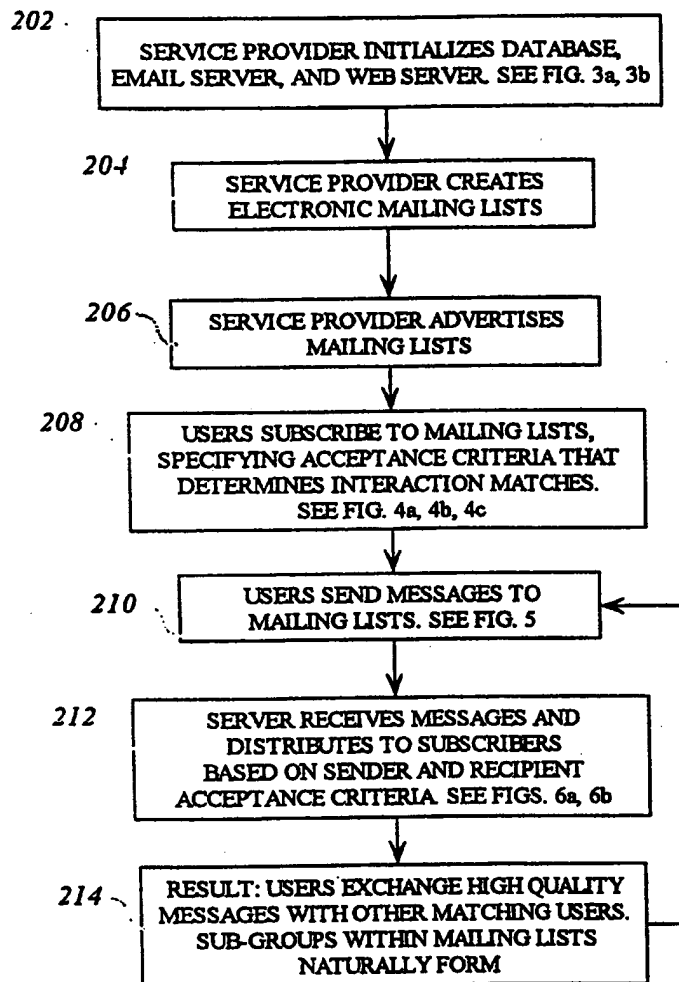 202
SERVICE PROVIDER INITIALIZES DATABASE,
EMAIL SERVER, AND WEB SERVER. SEE FIG. 3a, 3b
204
SERVICE PROVIDER CREATES
ELECTRONIC MAILING LISTS
206
SERVICE PROVIDER ADVERTISES
MAILING LISTS
208
USERS SUBSCRIBE TO MAILING LISTS,
SPECIFYING ACCEPTANCE CRITERIA THAT
DETERMINES INTERACTION MATCHES.
SEE FIG. 4a, 4b, 4c
210
USERS SEND MESSAGES TO
MAILING LISTS. SEE FIG. 5
212
SERVER RECEIVES MESSAGES AND
DISTRIBUTES TO SUBSCRIBERS
BASED ON SENDER AND RECIPIENT
ACCEPTANCE CRITERIA. SEE FIGS. 6a, 6b
214
RESULT: USERS EXCHANGE HIGH QUALITY
MESSAGES WITH OTHER MATCHING USERS.
SUB-GROUPS WITHIN MAILING LISTS
NATURALLY FORM